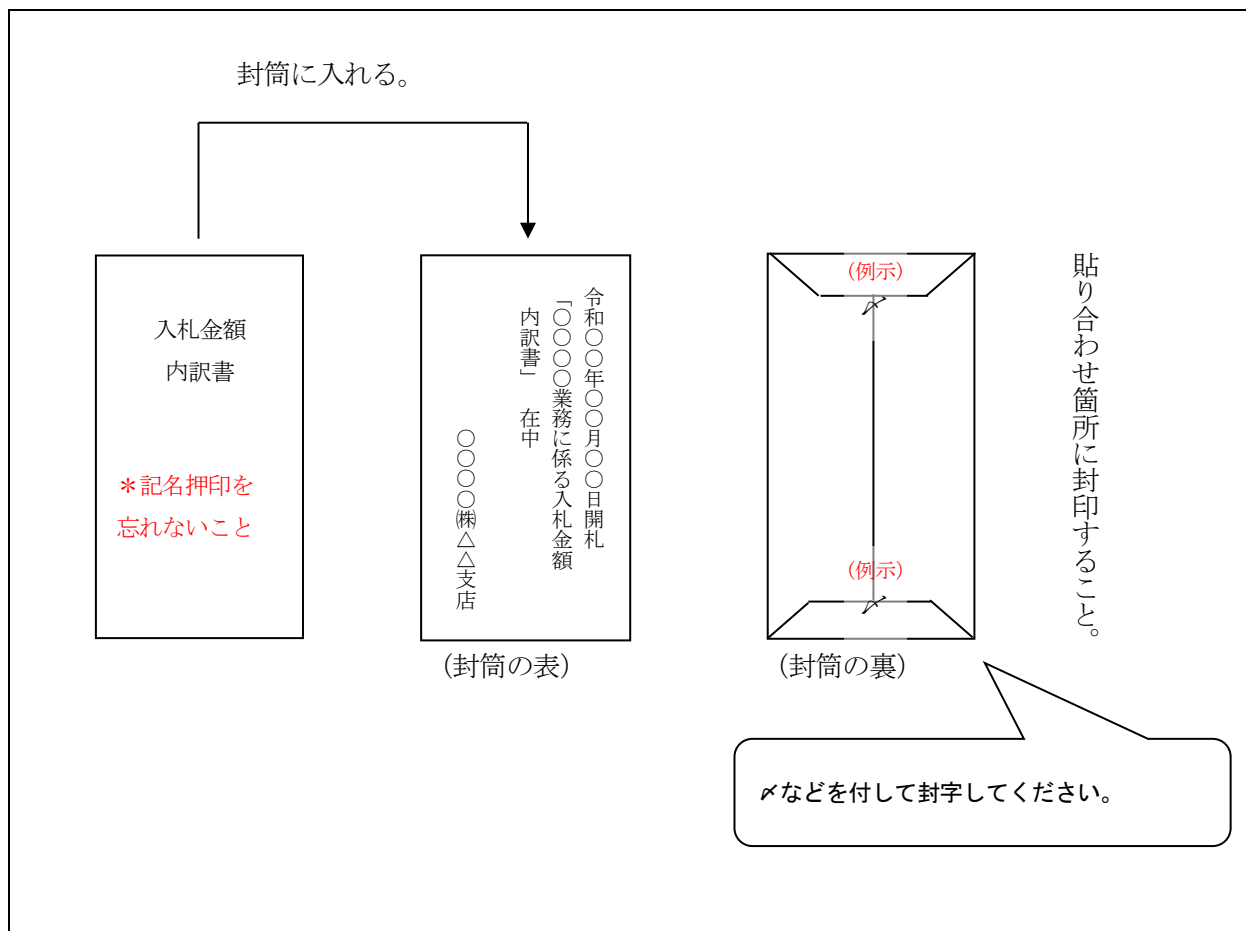 封筒に入れる。
入札金額
内訳書
＊記名押印を
忘れないこと
令和〇〇年〇〇月〇〇日開札
「〇〇〇〇業務に係る入札金額
内訳書」　在中
〇〇〇〇㈱△△支店
（封筒の表）
（例示）
〆
（例示）
〆
（封筒の裏）
貼り合わせ箇所に封印すること。
〆などを付して封字してください。